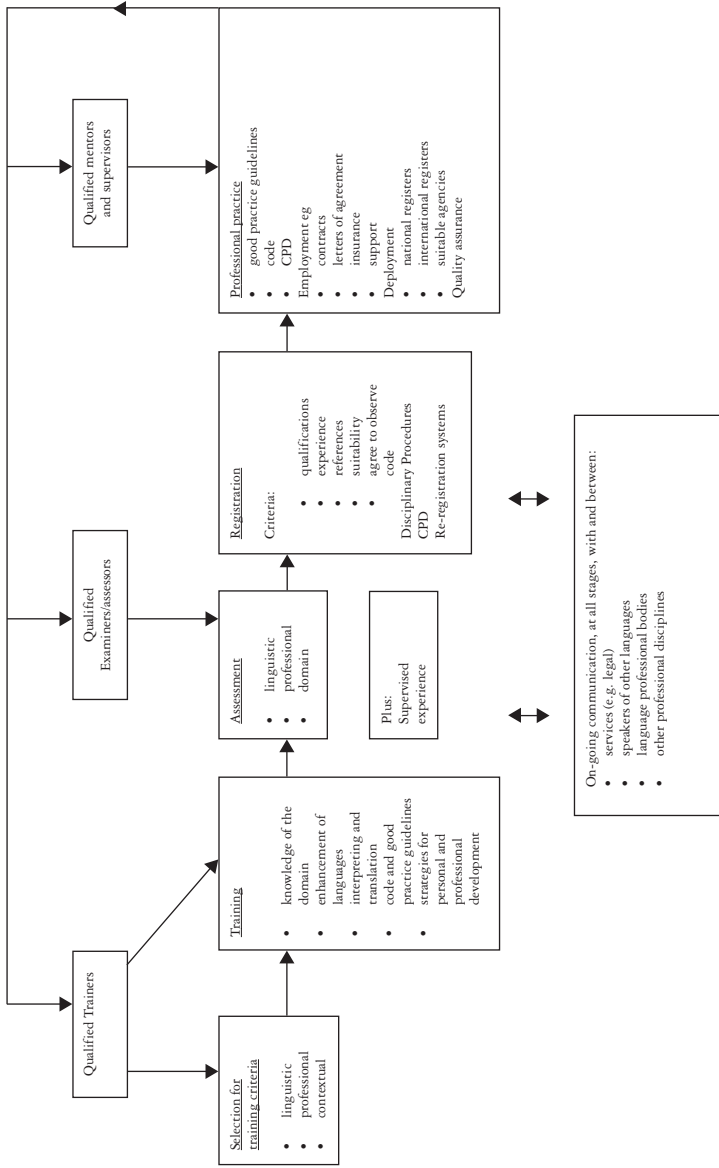 Qualified Trainers
Qualified
Examiners/assessors
Qualified mentors
and supervisors
Selection for
training criteria
• linguistic
• professional
• contextual
Training
• knowledge of the
domain
• enhancement of
languages
• interpreting and
translation
• code and good
practice guidelines
• strategies for
personal and
professional
development
Assessment
• linguistic
• professional
• domain
Plus:
Supervised
experience
Registration
Criteria:
• qualifications
• experience
• references
• suitability
• agree to observe
code
Disciplinary Procedures
CPD
Re-registration systems
Professional practice
• good practice guidelines
• code
• CPD
Employment eg
• contracts
• letters of agreement
• insurance
• support
Deployment
• national registers
• international registers
• suitable agencies
Quality assurance
On-going communication, at all stages, with and between:
• services (e.g. legal)
• speakers of other languages
• language professional bodies
• other professional disciplines